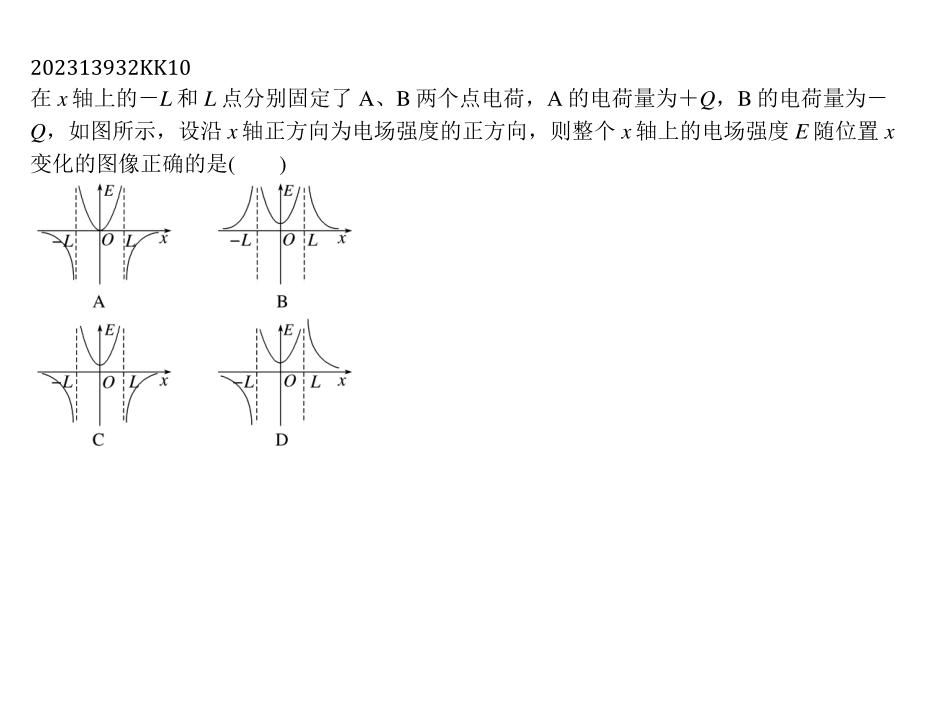 202313932KK10
在 x 轴上的－L 和 L 点分别固定了 A、B 两个点电荷，A 的电荷量为＋Q，B 的电荷量为－
Q，如图所示，设沿 x 轴正方向为电场强度的正方向，则整个 x 轴上的电场强度 E 随位置 x
变化的图像正确的是(　　)
E E
−L O L x −L O L x
A B
E E
−L O L x −L O L x
C D